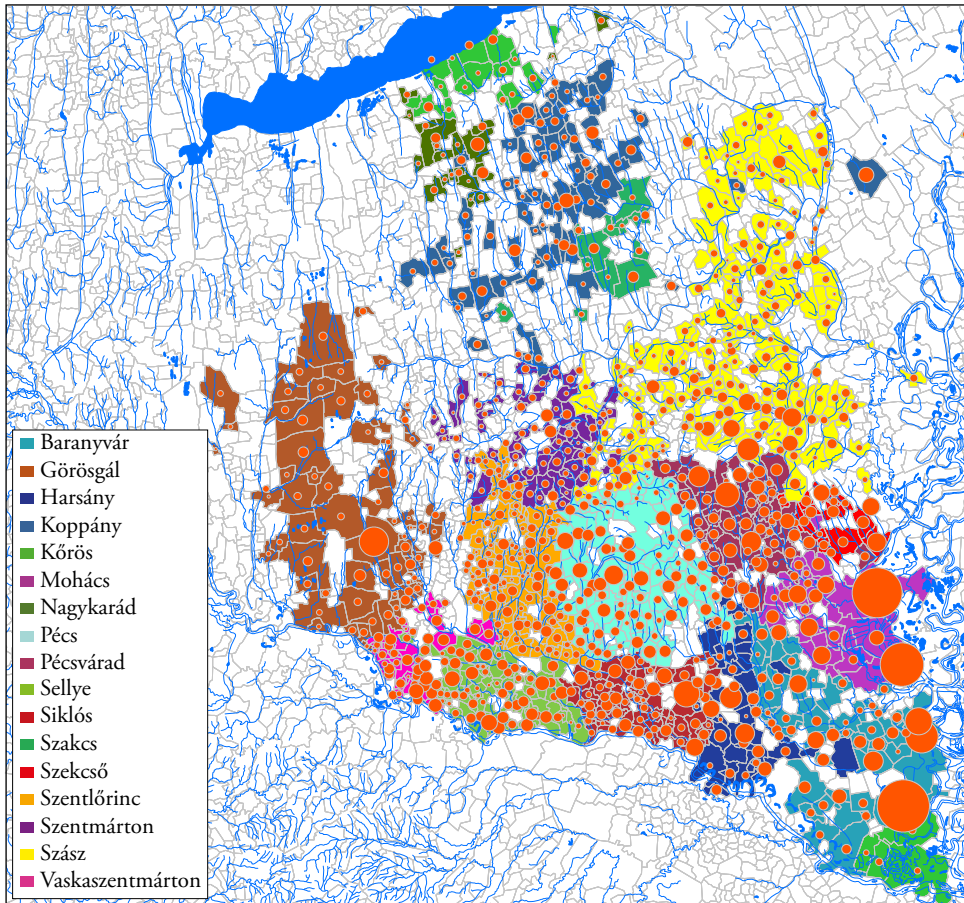 Baranyvár
Görösgál
Harsány
Koppány
Kőrös
Mohács
Nagykarád
Pécs
Pécsvárad
Sellye
Siklós
Szakcs
Szekcső
Szentlőrinc
Szentmárton
Szász
Vaskaszentmárton